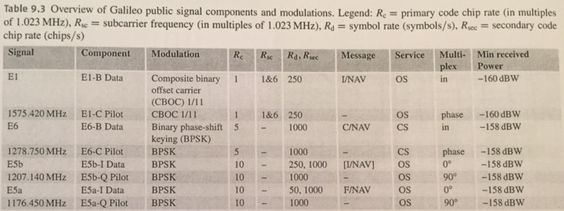 Table 9.3 Overview of Galileo public signal components and modulations. Legend: Rc = primary code chip rate (in multiples
of 1.023 MHz), Rsc = subcarrier frequency (in multiples of 1.023 MHz), Rd = symbol rate (symbols/s), Rsec = secondary code
chip rate (chips/s)
Signal Component Modulation Rc Rsc Rd, Rsec Message Service Multi- Min received
plex Power
E1 E1-B Data Composite binary 1 1&6 250 I/NAV OS in −160 dBW
offset carrier
(CBOC) 1/11
1575.420 MHz E1-C Pilot CBOC 1/11 1 1&6 250 – OS phase −160 dBW
E6 E6-B Data Binary phase-shift 5 – 1000 C/NAV CS in −158 dBW
keying (BPSK)
1278.750 MHz E6-C Pilot BPSK 5 – 1000 – CS phase −158 dBW
E5b E5b-I Data BPSK 10 – 250, 1000 [I/NAV] OS 0° −158 dBW
1207.140 MHz E5b-Q Pilot BPSK 10 – 1000 – OS 90° −158 dBW
E5a E5a-I Data BPSK 10 – 50, 1000 F/NAV OS 0° −158 dBW
1176.450 MHz E5a-Q Pilot BPSK 10 – 1000 – OS 90° −158 dBW